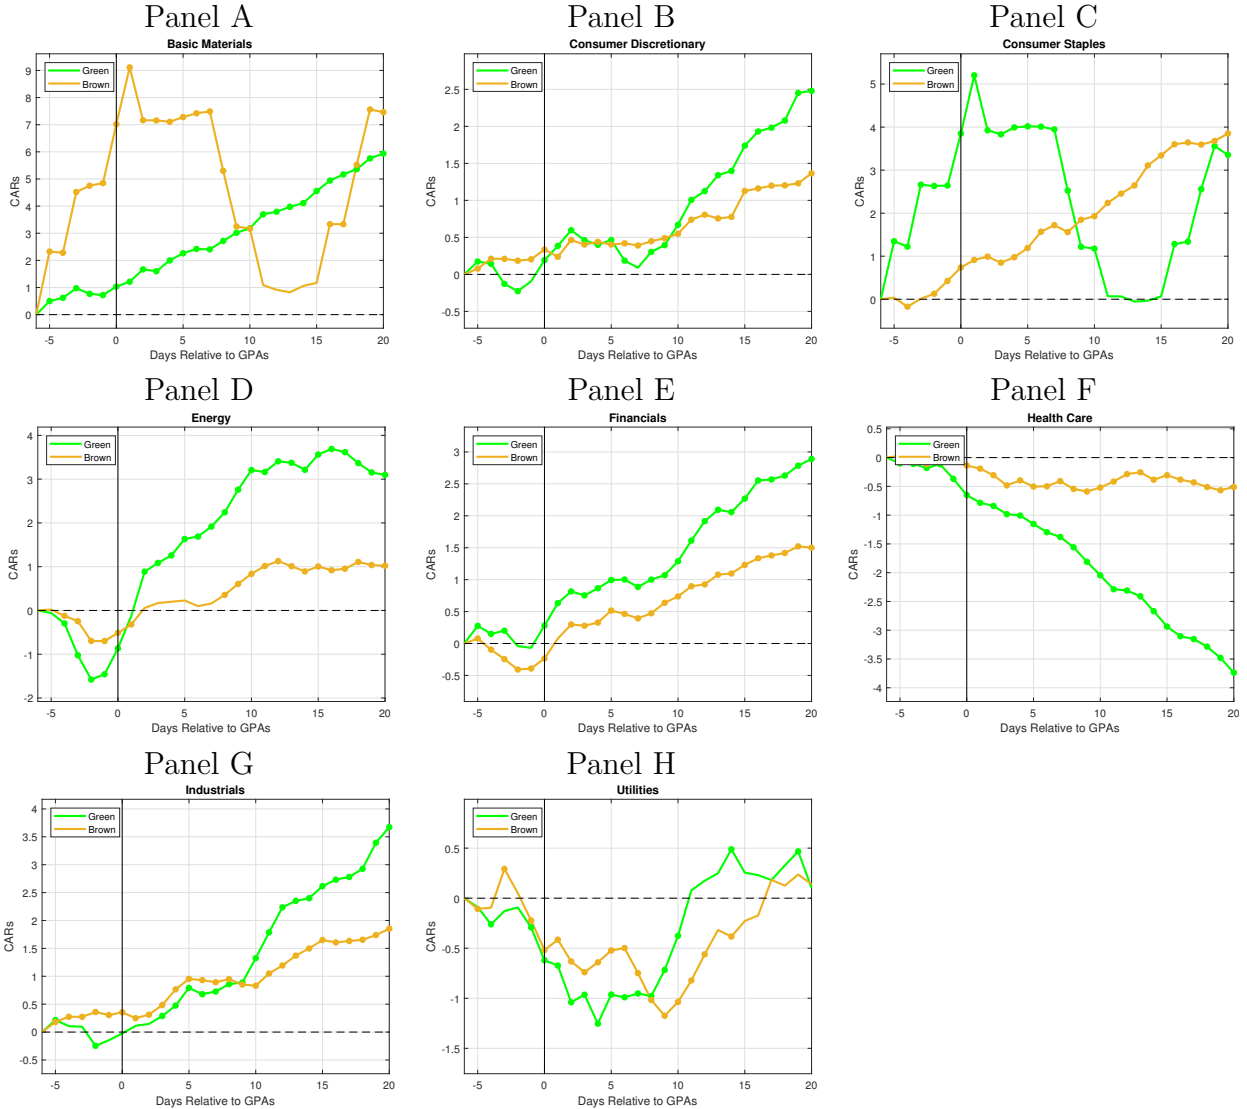 Panel A
Panel B
Panel C
Basic Materials
Consumer Discretionary
Consumer Staples
Green
Brown
Green
Brown
Green
Brown
CARs
9
8
7
6
5
4
3
2
1
0
-5 0 5 10 15 20
Days Relative to GPAs
CARs
2.5
2
1.5
1
0.5
0
-0.5
-5 0 5 10 15 20
Days Relative to GPAs
CARs
5
4
3
2
1
0
-5 0 5 10 15 20
Days Relative to GPAs
Panel D
Panel E
Panel F
Energy
Financials
Health Care
Green
Brown
Green
Brown
Green
Brown
CARs
4
3
2
1
0
-1
-2
-5 0 5 10 15 20
Days Relative to GPAs
CARs
3
2.5
2
1.5
1
0.5
0
-0.5
-5 0 5 10 15 20
Days Relative to GPAs
CARs
0.5
0
-0.5
-1
-1.5
-2
-2.5
-3
-3.5
-4
-5 0 5 10 15 20
Days Relative to GPAs
Panel G
Panel H
Industrials
Utilities
Green
Brown
Green
Brown
CARs
4
3.5
3
2.5
2
1.5
1
0.5
0
-0.5
-5 0 5 10 15 20
Days Relative to GPAs
CARs
0.5
0
-0.5
-1
-1.5
-5 0 5 10 15 20
Days Relative to GPAs